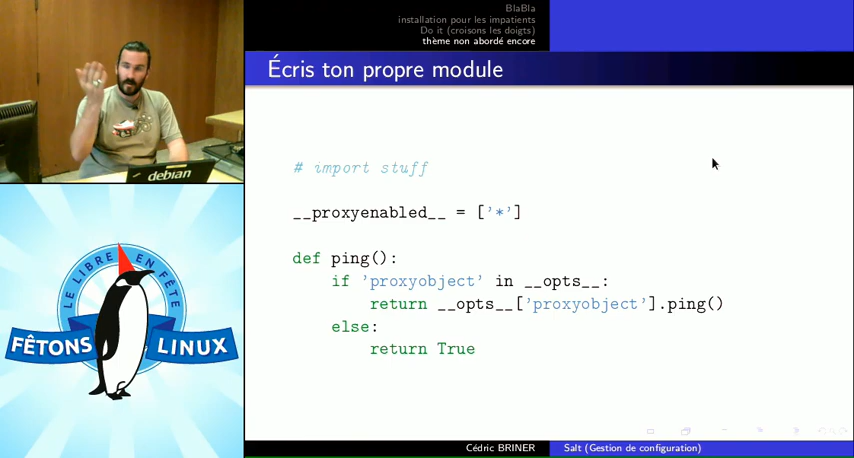 BlaBla
installation pour les impatients
Do it (croisons les doigts)
thème non abordé encore
Écris ton propre module
# import stuff
__proxyenabled__ = ['*']
def ping():
if 'proxyobject' in __opts__:
return __opts__['proxyobject'].ping()
else:
return True
debian
LE LIBRE EN FÊTE
FÊTONS LINUX
Cédric BRINER
Salt (Gestion de configuration)